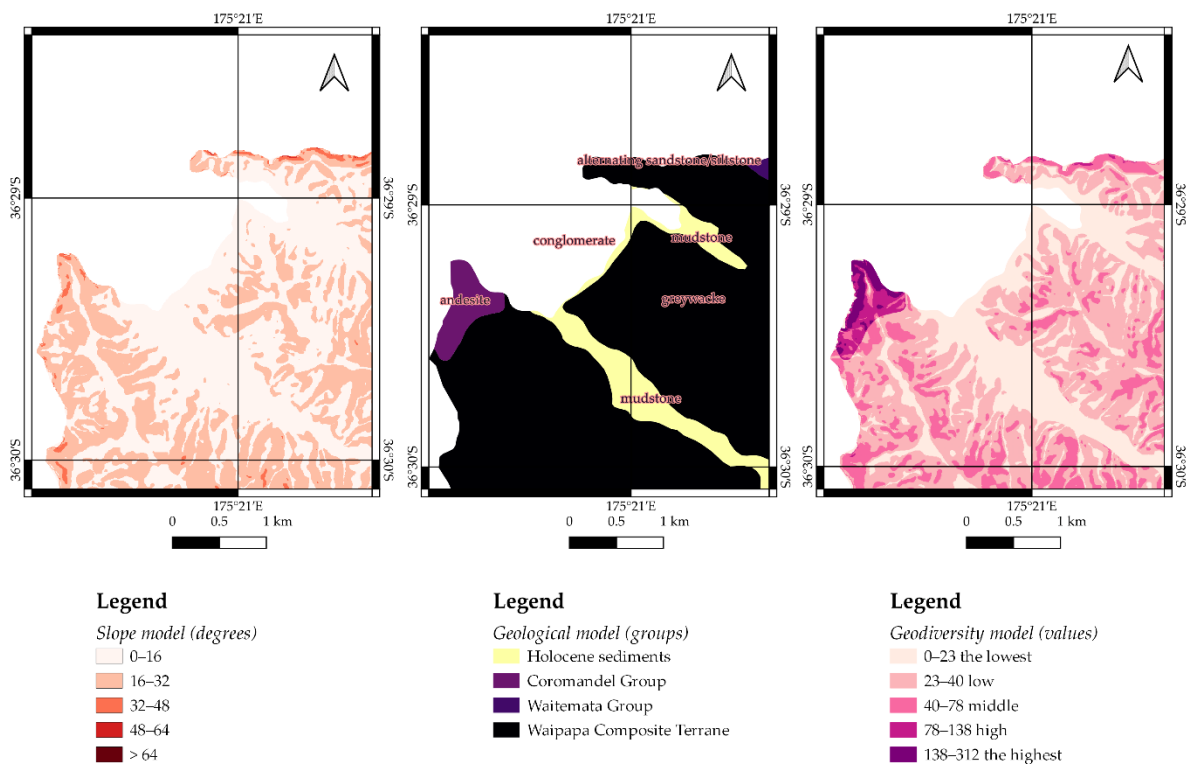 175°21′E 175°21′E 175°21′E
36°29′S 36°29′S 36°29′S 36°29′S 36°29′S 36°29′S
alternating sandstone/siltstone
conglomerate
mudstone
andesite
greywacke
mudstone
36°30′S 36°30′S 36°30′S 36°30′S 36°30′S 36°30′S
175°21′E 175°21′E 175°21′E
0 0.5 1 km
0 0.5 1 km
0 0.5 1 km
Legend
Slope model (degrees)
0–16
16–32
32–48
48–64
> 64
Legend
Geological model (groups)
Holocene sediments
Coromandel Group
Waitemata Group
Waipapa Composite Terrane
Legend
Geodiversity model (values)
0–23 the lowest
23–40 low
40–78 middle
78–138 high
138–312 the highest